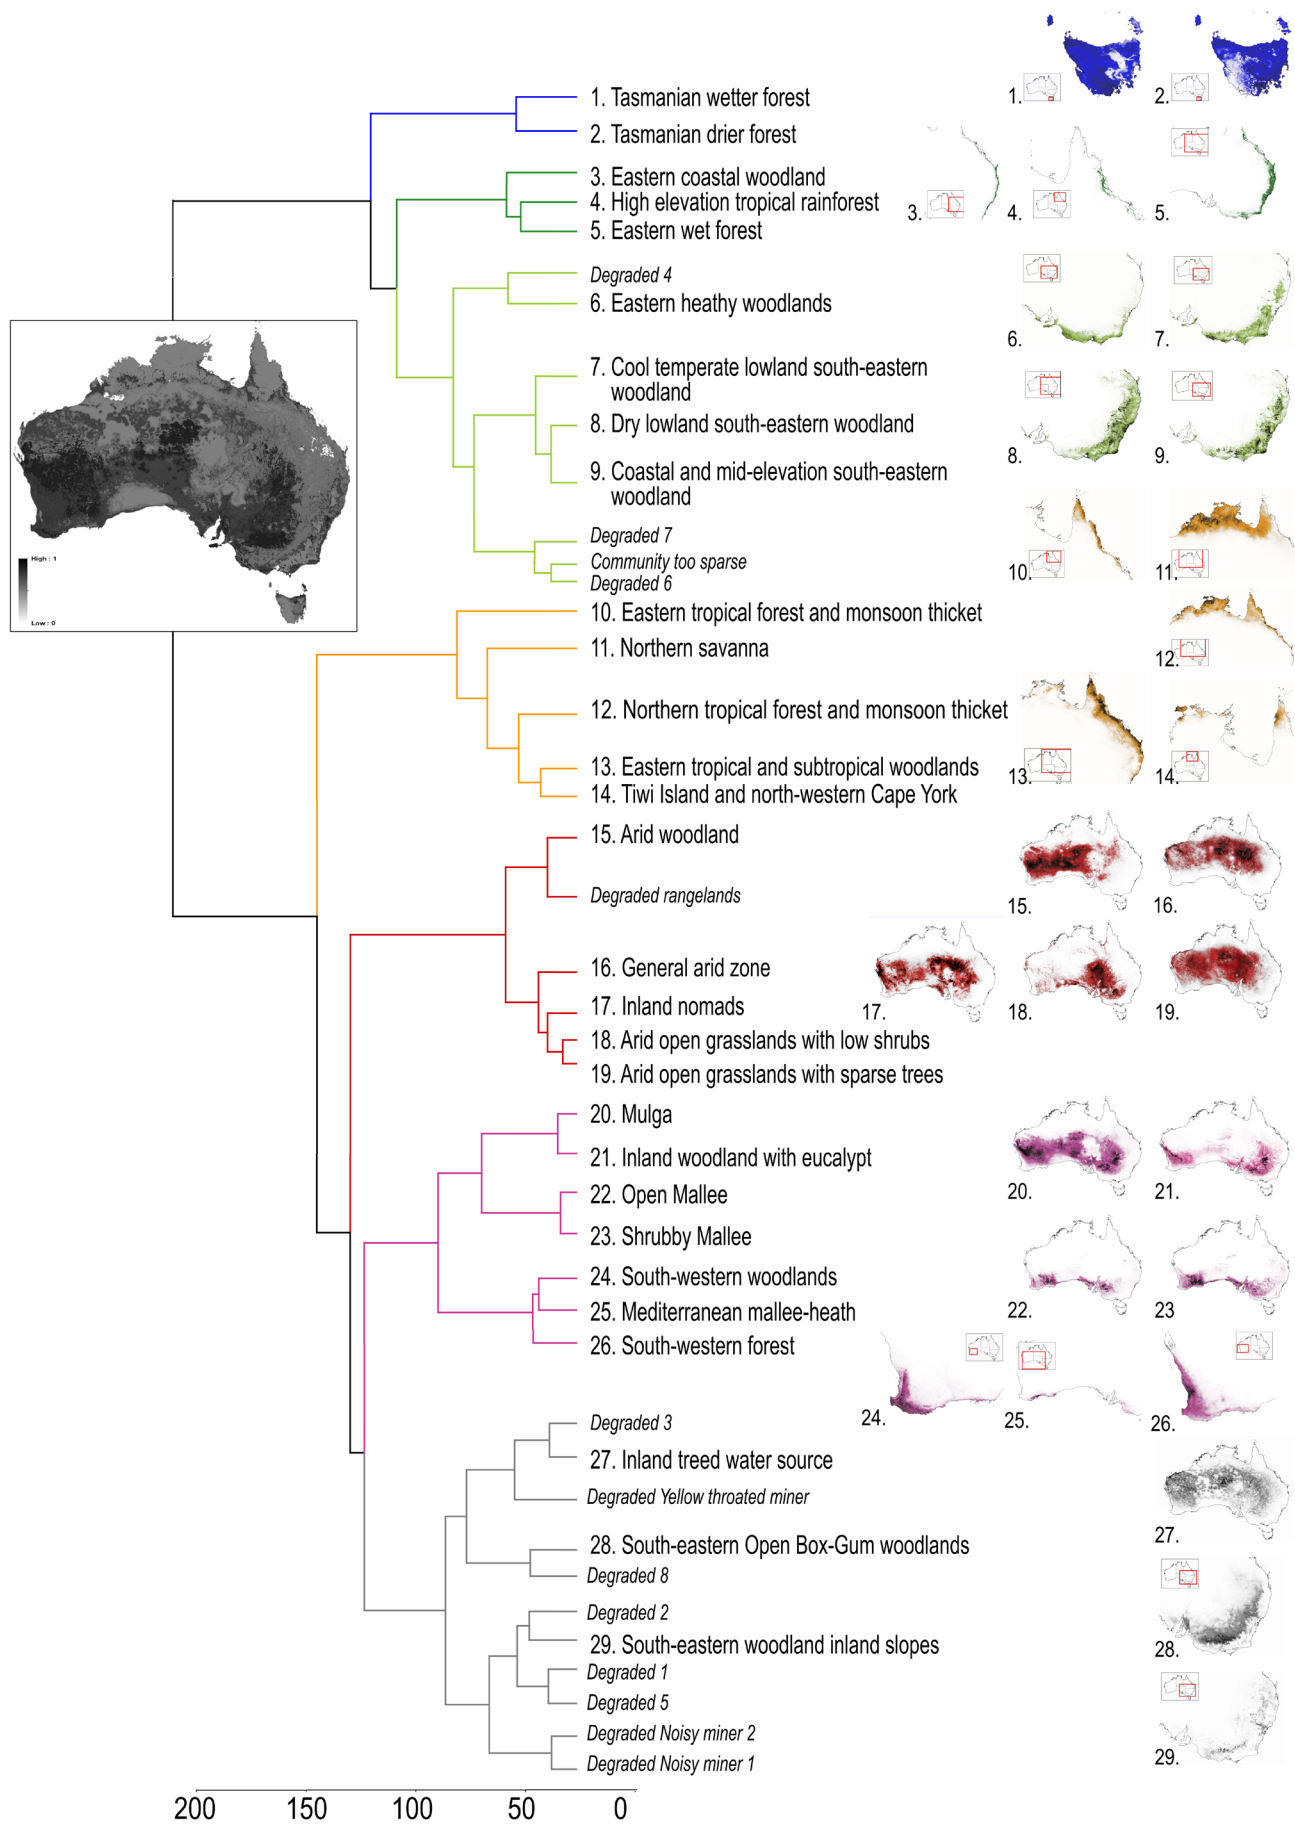 1. Tasmanian wetter forest
2. Tasmanian drier forest
3. Eastern coastal woodland
4. High elevation tropical rainforest
5. Eastern wet forest
Degraded 4
6. Eastern heathy woodlands
7. Cool temperate lowland south-eastern
woodland
8. Dry lowland south-eastern woodland
9. Coastal and mid-elevation south-eastern
woodland
Degraded 7
Community too sparse
Degraded 6
10. Eastern tropical forest and monsoon thicket
11. Northern savanna
12. Northern tropical forest and monsoon thicket
13. Eastern tropical and subtropical woodlands
14. Tiwi Island and north-western Cape York
15. Arid woodland
Degraded rangelands
16. General arid zone
17. Inland nomads
18. Arid open grasslands with low shrubs
19. Arid open grasslands with sparse trees
20. Mulga
21. Inland woodland with eucalypt
22. Open Mallee
23. Shrubby Mallee
24. South-western woodlands
25. Mediterranean mallee-heath
26. South-western forest
Degraded 3
27. Inland treed water source
Degraded Yellow throated miner
28. South-eastern Open Box-Gum woodlands
Degraded 8
Degraded 2
29. South-eastern woodland inland slopes
Degraded 1
Degraded 5
Degraded Noisy miner 2
Degraded Noisy miner 1
High : 1
Low : 0
200 150 100 50 0
1. 2.
3. 4. 5.
6. 7.
8. 9.
10. 11.
12.
13. 14.
15. 16.
17. 18. 19.
20. 21.
22. 23
24. 25. 26.
27.
28.
29.